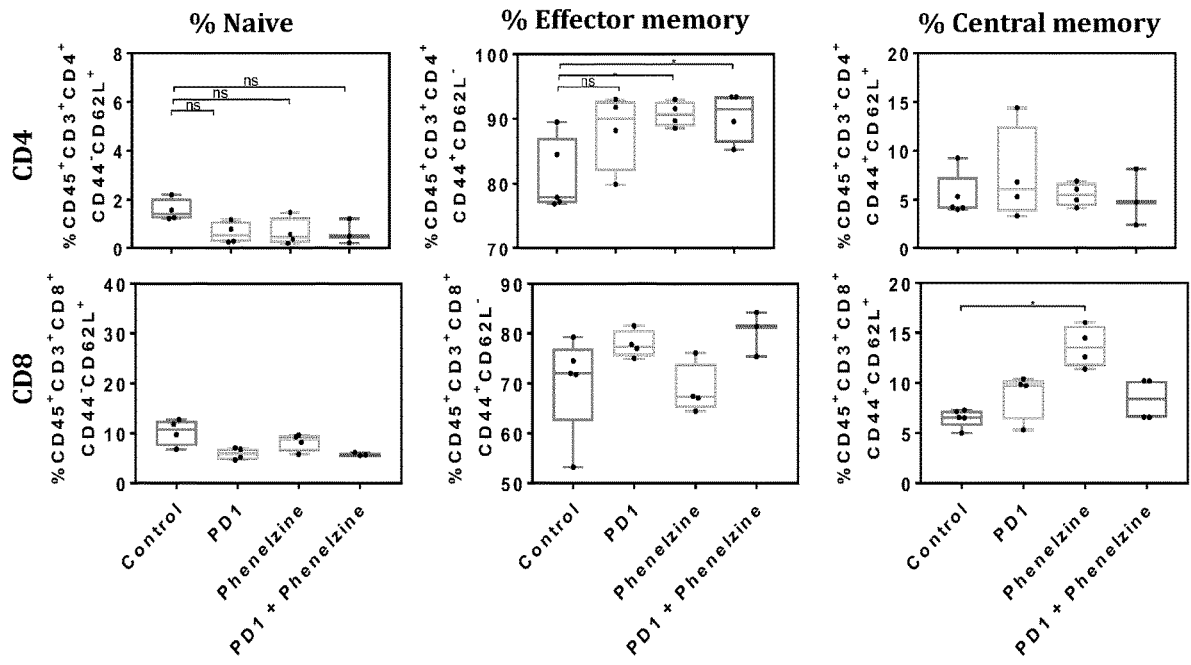 % Naive
% Effector memory
% Central memory
CD4
%CD45⁺CD3⁺CD4⁺
CD44⁻CD62L⁺
8
6
4
2
0
ns
ns
ns
%CD45⁺CD3⁺CD4⁺
CD44⁺CD62L⁻
100
90
80
70
*
ns
%CD45⁺CD3⁺CD4⁺
CD44⁺CD62L⁺
20
15
10
5
0
CD8
%CD45⁺CD3⁺CD8⁺
CD44⁻CD62L⁺
40
30
20
10
0
Control
PD1
Phenelzine
PD1 + Phenelzine
%CD45⁺CD3⁺CD8⁺
CD44⁺CD62L⁻
90
80
70
60
50
Control
PD1
Phenelzine
PD1 + Phenelzine
%CD45⁺CD3⁺CD8⁺
CD44⁺CD62L⁺
20
15
10
5
0
*
Control
PD1
Phenelzine
PD1 + Phenelzine